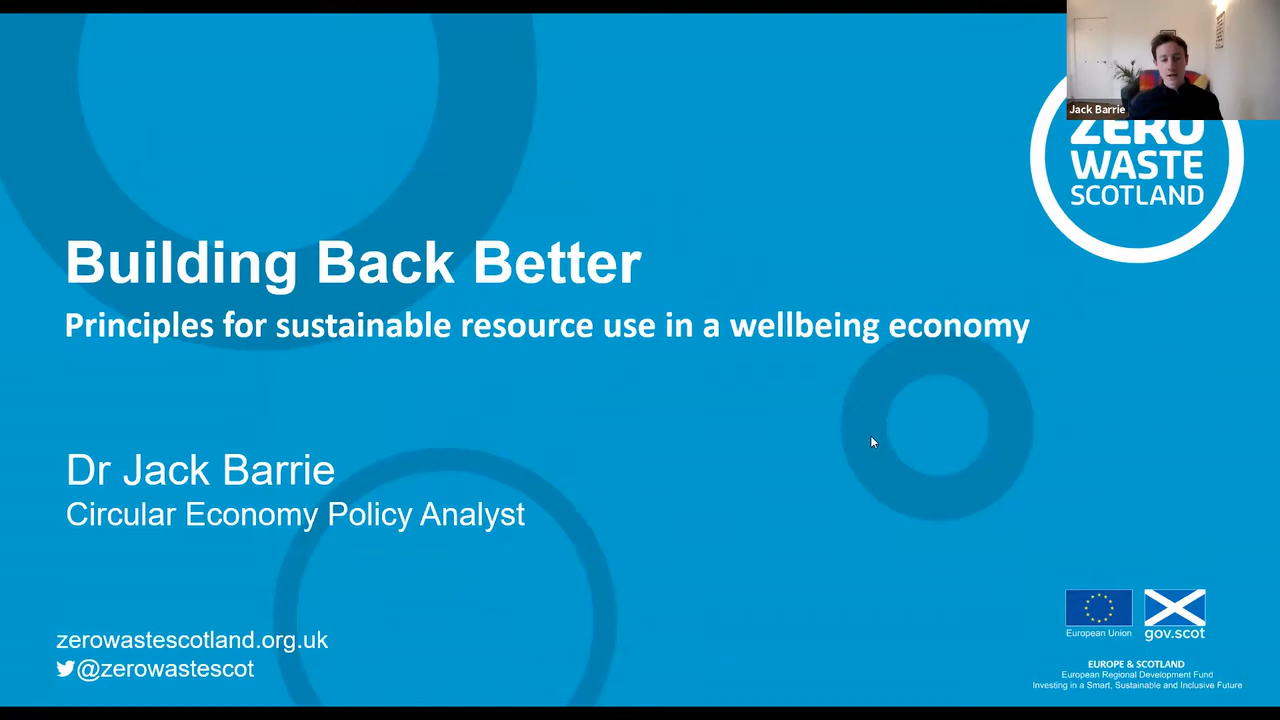 Jack Barrie
ZERO
WASTE
SCOTLAND
Building Back Better
Principles for sustainable resource use in a wellbeing economy
Dr Jack Barrie
Circular Economy Policy Analyst
zerowastescotland.org.uk
@zerowastescot
European Union
gov.scot
EUROPE & SCOTLAND
European Regional Development Fund
Investing in a Smart, Sustainable and Inclusive Future